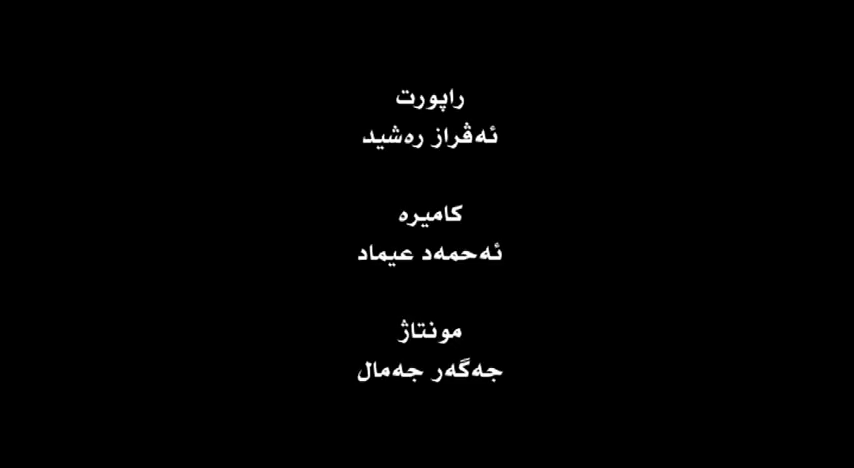 راپورت
ئەڤراز رەشید
کامیرە
ئەحمەد عیماد
مونتاژ
جەگەر جەمال